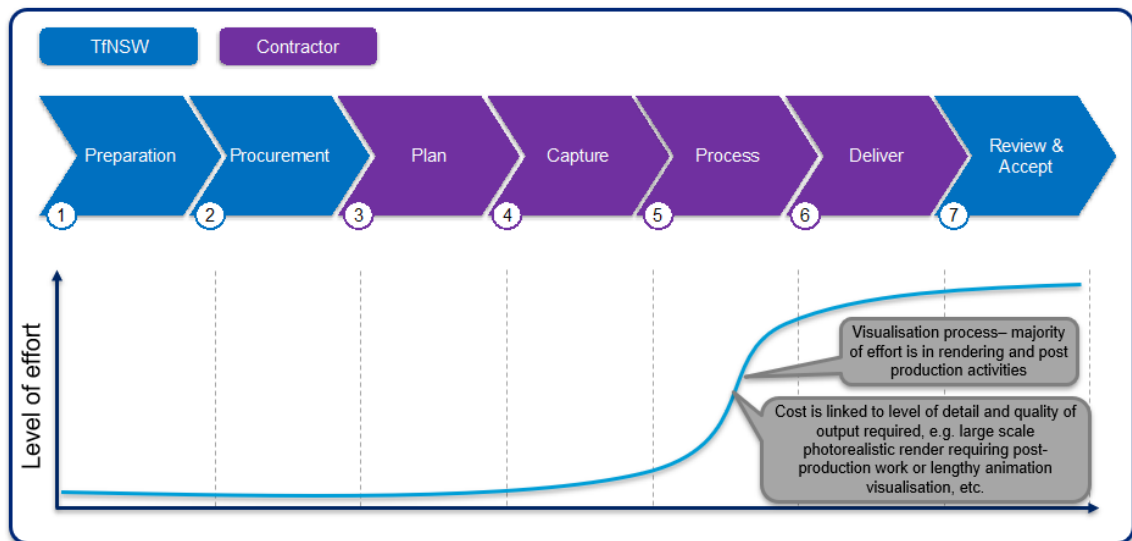 TfNSW
Contractor
Preparation
Procurement
Plan
Capture
Process
Deliver
Review &
Accept
1
2
3
4
5
6
7
Level of effort
Visualisation process– majority
of effort is in rendering and post
production activities
Cost is linked to level of detail and quality of
output required, e.g. large scale
photorealistic render requiring post-
production work or lengthy animation
visualisation, etc.